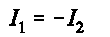 I₁ = −I₂